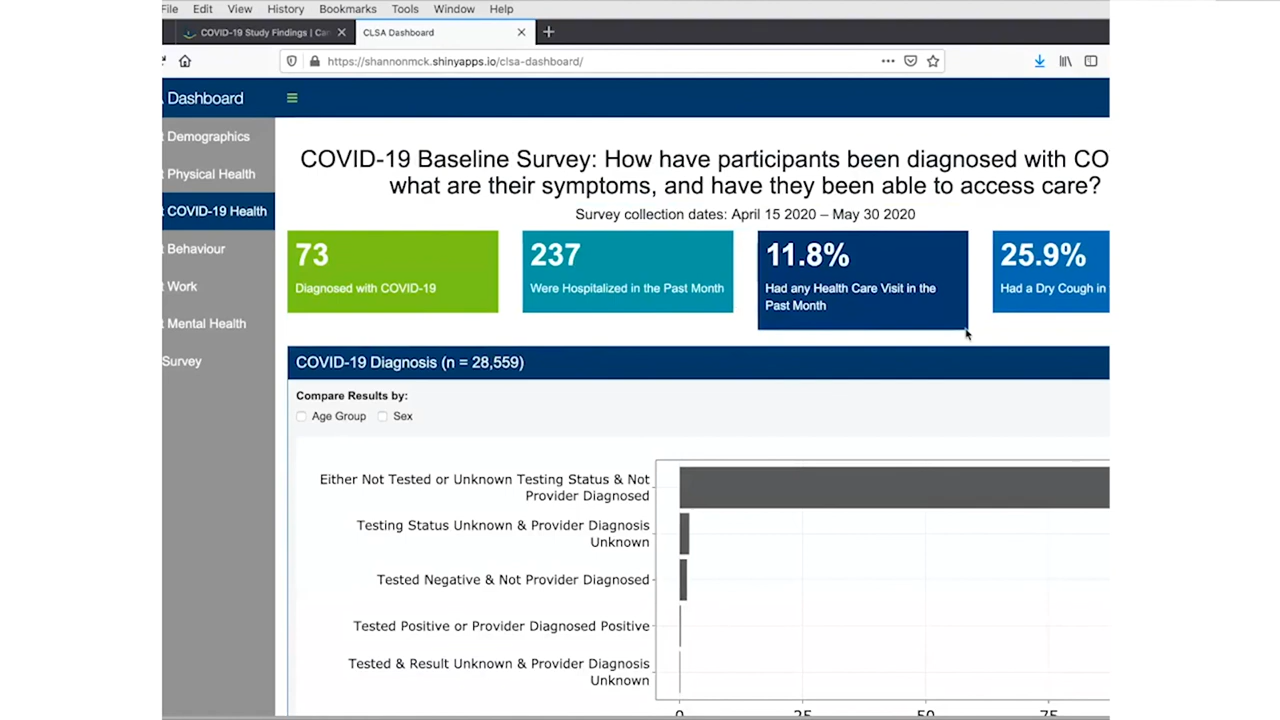 File Edit View History Bookmarks Tools Window Help
COVID-19 Study Findings | Can
CLSA Dashboard
https://shannonmck.shinyapps.io/clsa-dashboard/
A Dashboard
t Demographics
t Physical Health
t COVID-19 Health
t Behaviour
t Work
t Mental Health
Survey
COVID-19 Baseline Survey: How have participants been diagnosed with CO
what are their symptoms, and have they been able to access care?
Survey collection dates: April 15 2020 – May 30 2020
73
Diagnosed with COVID-19
237
Were Hospitalized in the Past Month
11.8%
Had any Health Care Visit in the
Past Month
25.9%
Had a Dry Cough in
COVID-19 Diagnosis (n = 28,559)
Compare Results by:
Age Group Sex
Either Not Tested or Unknown Testing Status & Not
Provider Diagnosed
Testing Status Unknown & Provider Diagnosis
Unknown
Tested Negative & Not Provider Diagnosed
Tested Positive or Provider Diagnosed Positive
Tested & Result Unknown & Provider Diagnosis
Unknown
0 25 50 75